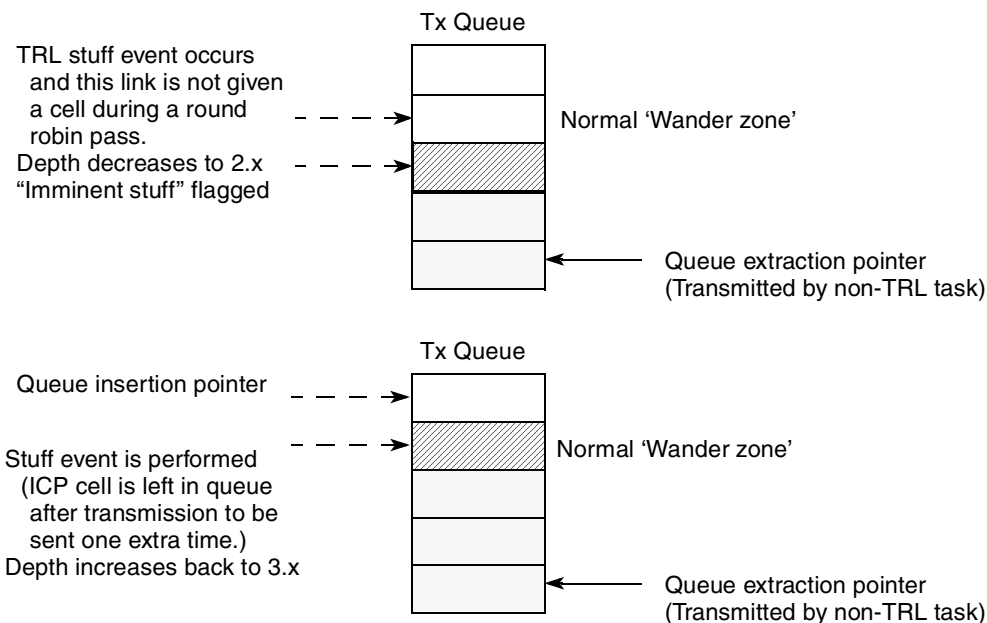 Tx Queue
TRL stuff event occurs
and this link is not given
a cell during a round
robin pass.
Depth decreases to 2.x
“Imminent stuff” flagged
Normal ‘Wander zone’
Queue extraction pointer
(Transmitted by non-TRL task)
Tx Queue
Queue insertion pointer
Stuff event is performed
(ICP cell is left in queue
after transmission to be
sent one extra time.)
Depth increases back to 3.x
Normal ‘Wander zone’
Queue extraction pointer
(Transmitted by non-TRL task)